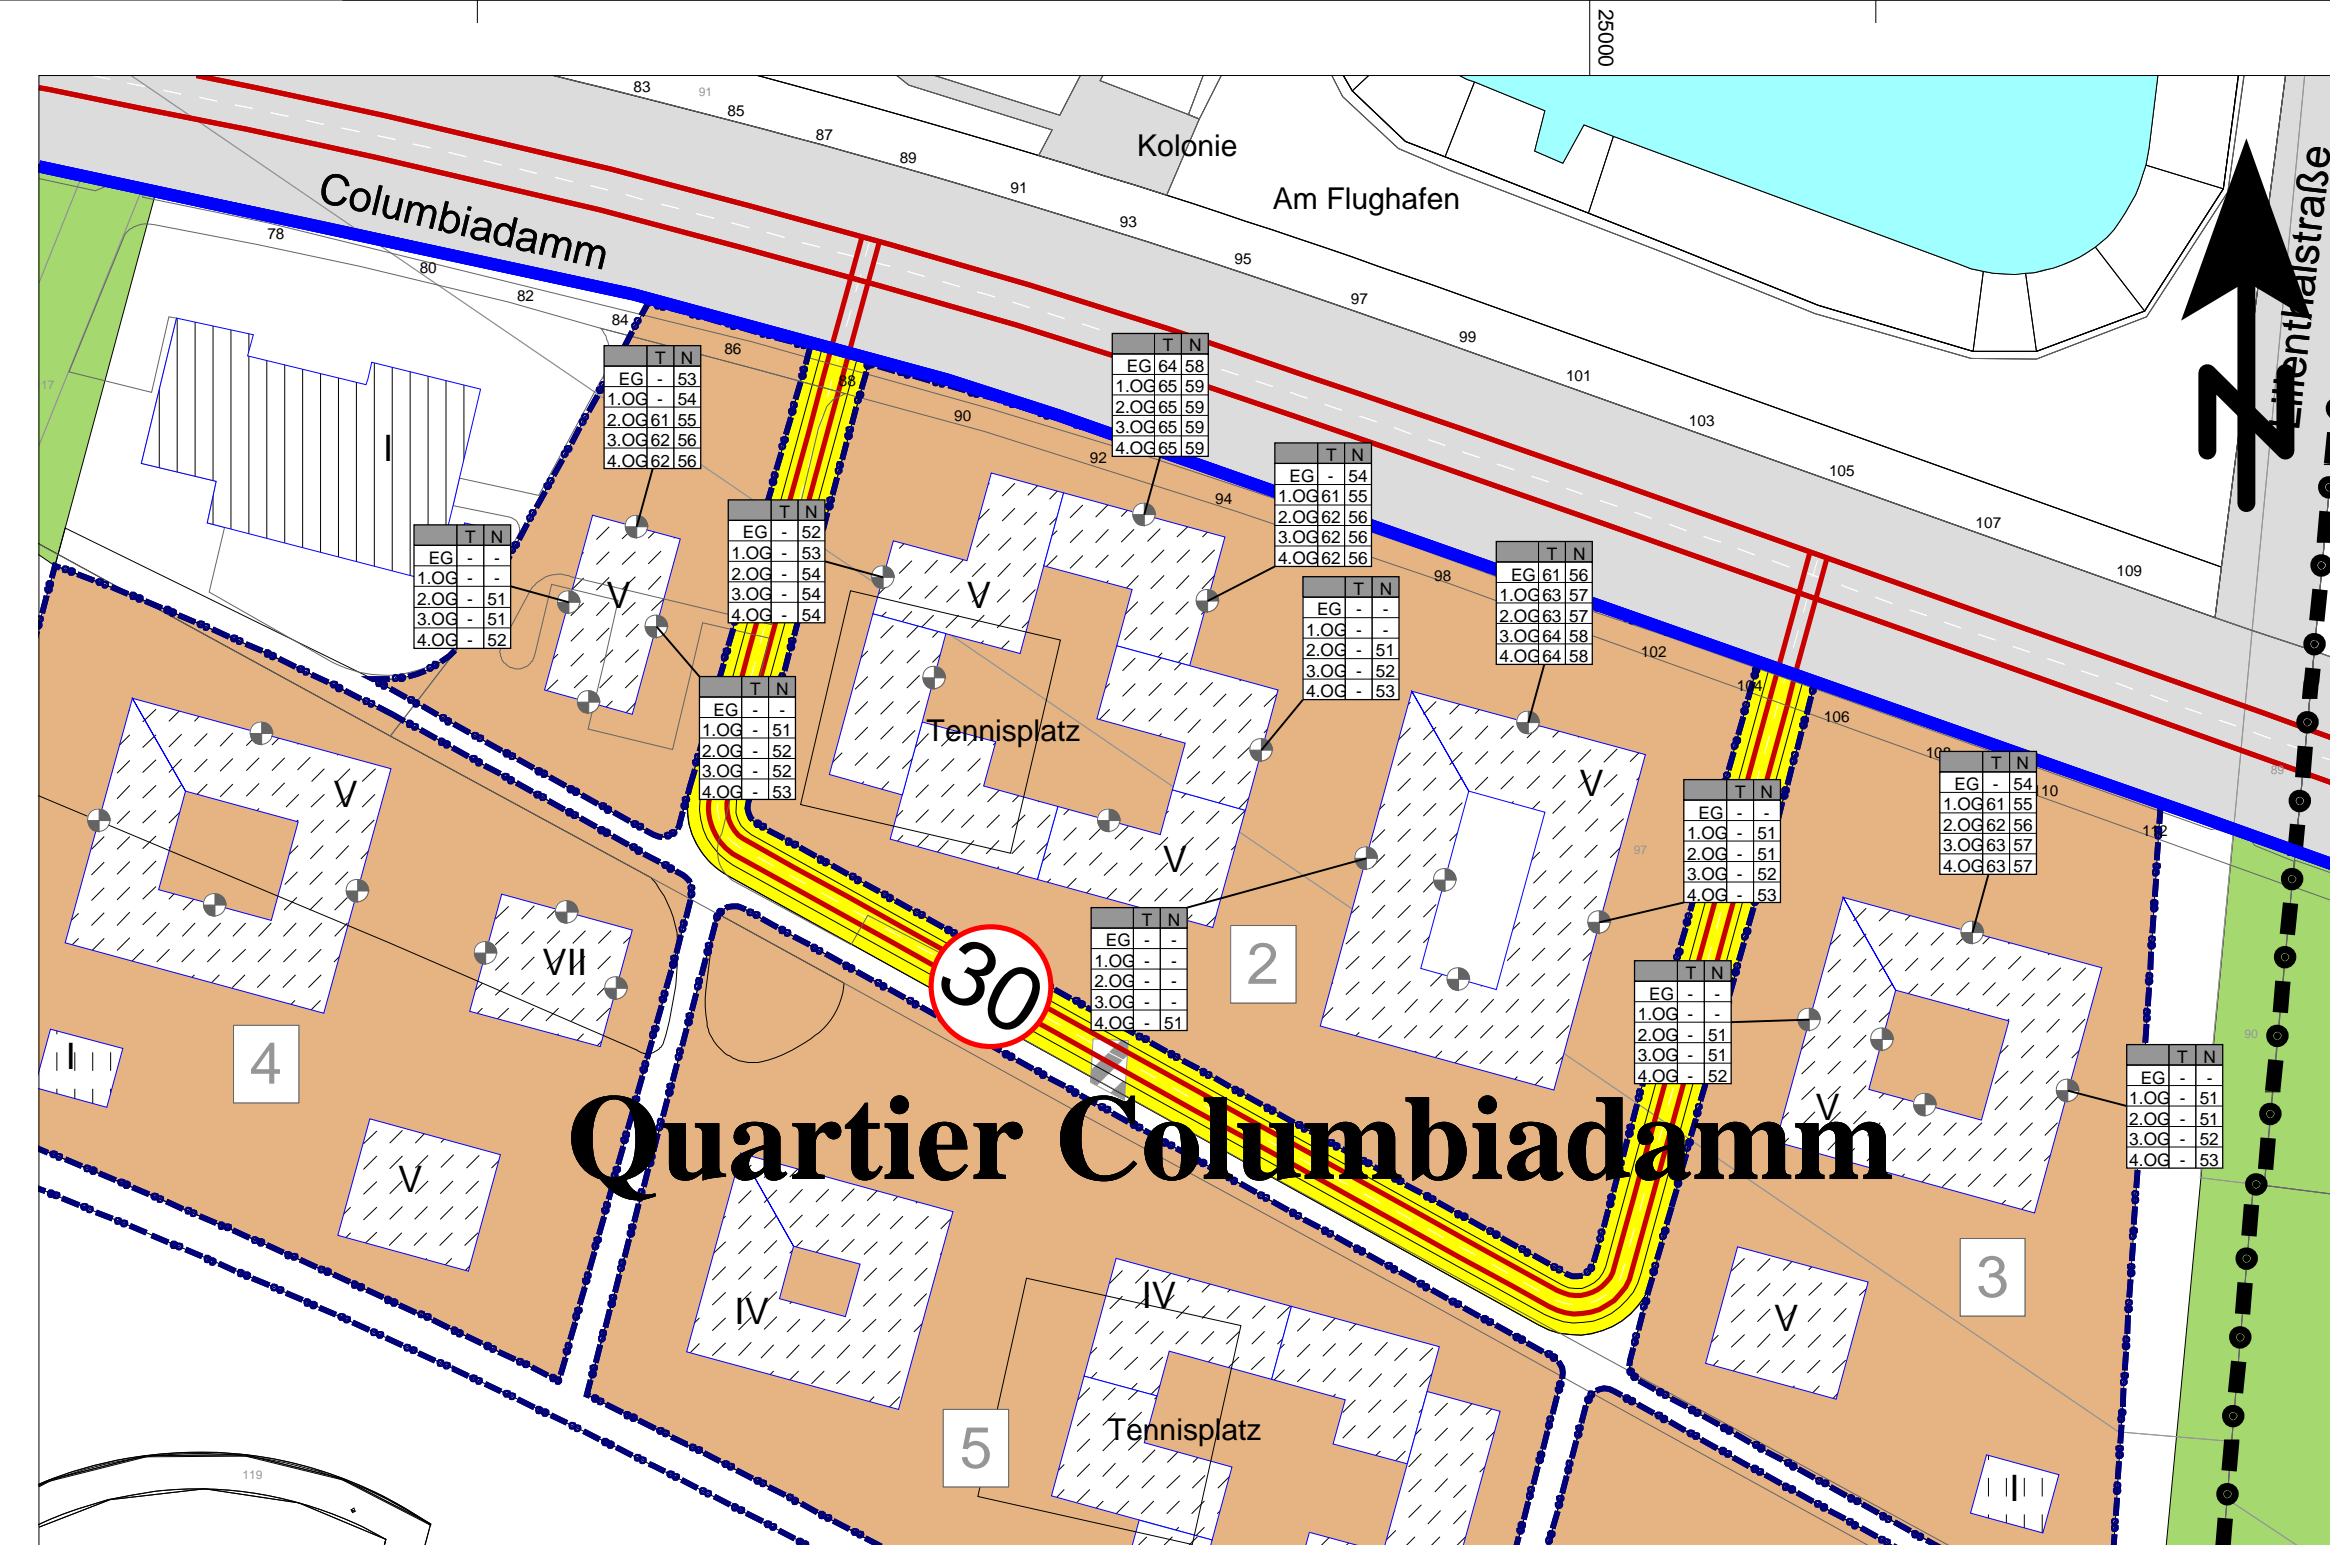 25000
83
91
85
87
89
91
93
95
97
99
101
103
105
107
109
Kolonie
Am Flughafen
Lilienthalstraße
Columbiadamm
78
80
82
84
86
88
90
92
94
98
102
104
106
110
112
17
97
89
90
119
I
T N
EG - 53
1.OG - 54
2.OG 61 55
3.OG 62 56
4.OG 62 56
T N
EG 64 58
1.OG 65 59
2.OG 65 59
3.OG 65 59
4.OG 65 59
T N
EG - 54
1.OG 61 55
2.OG 62 56
3.OG 62 56
4.OG 62 56
T N
EG - -
1.OG - -
2.OG - 51
3.OG - 51
4.OG - 52
T N
EG - 52
1.OG - 53
2.OG - 54
3.OG - 54
4.OG - 54
T N
EG - -
1.OG - -
2.OG - 51
3.OG - 52
4.OG - 53
T N
EG 61 56
1.OG 63 57
2.OG 63 57
3.OG 64 58
4.OG 64 58
T N
EG - -
1.OG - 51
2.OG - 52
3.OG - 52
4.OG - 53
T N
EG - -
1.OG - 51
2.OG - 51
3.OG - 52
4.OG - 53
T N
EG - 54
1.OG 61 55
2.OG 62 56
3.OG 63 57
4.OG 63 57
T N
EG - -
1.OG - -
2.OG - -
3.OG - -
4.OG - 51
T N
EG - -
1.OG - -
2.OG - 51
3.OG - 51
4.OG - 52
T N
EG - -
1.OG - 51
2.OG - 51
3.OG - 52
4.OG - 53
V
V
Tennisplatz
V
V
V
VII
V
2
30
4
I
Quartier Columbiadamm
V
IV
IV
V
3
Tennisplatz
5
I
N